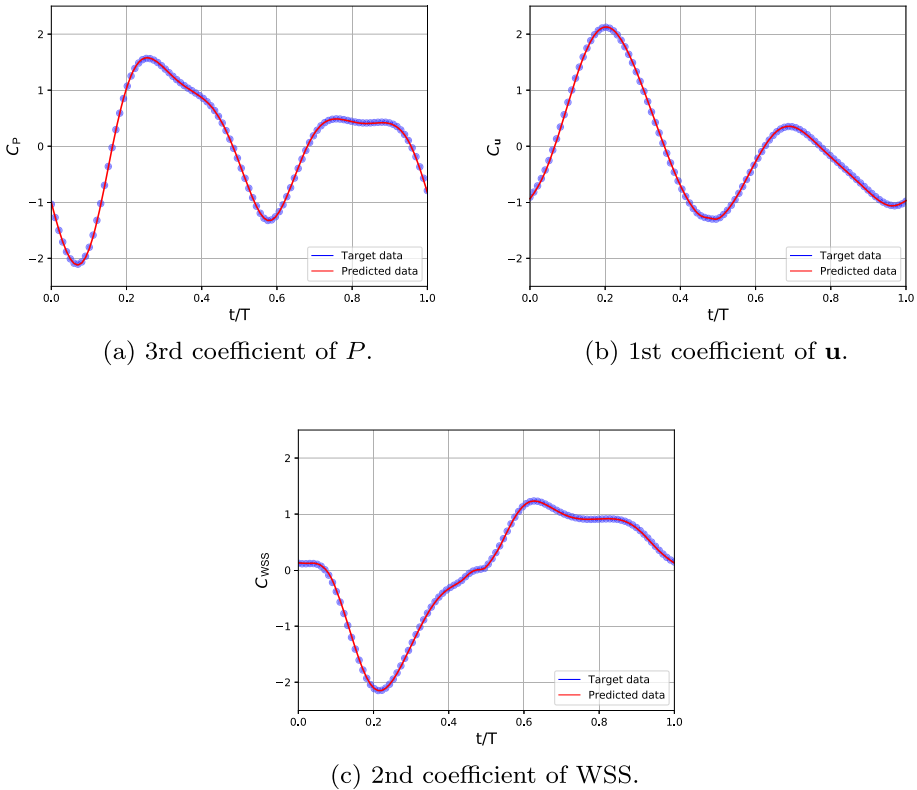 2
1
0
−1
−2
C_P
0.0 0.2 0.4 0.6 0.8 1.0
t/T
Target data
Predicted data
(a) 3rd coefficient of P.
2
1
0
−1
−2
C_u
0.0 0.2 0.4 0.6 0.8 1.0
t/T
Target data
Predicted data
(b) 1st coefficient of u.
2
1
0
−1
−2
C_WSS
0.0 0.2 0.4 0.6 0.8 1.0
t/T
Target data
Predicted data
(c) 2nd coefficient of WSS.